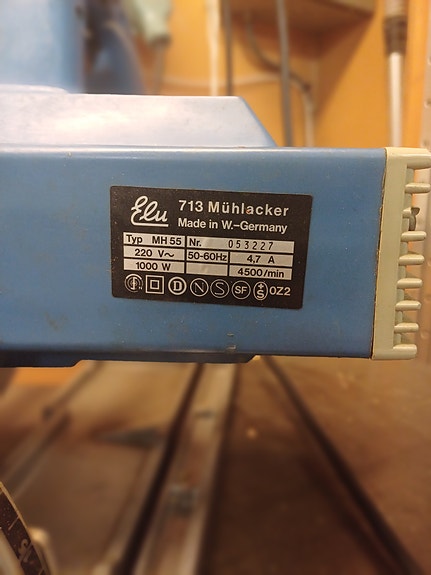 Elu 713 Mühlacker
Made in W.-Germany
Typ MH 55 Nr. 053227
220 V~ 50-60Hz 4,7 A
1000 W 4500/min
D N S SF +S OZ2